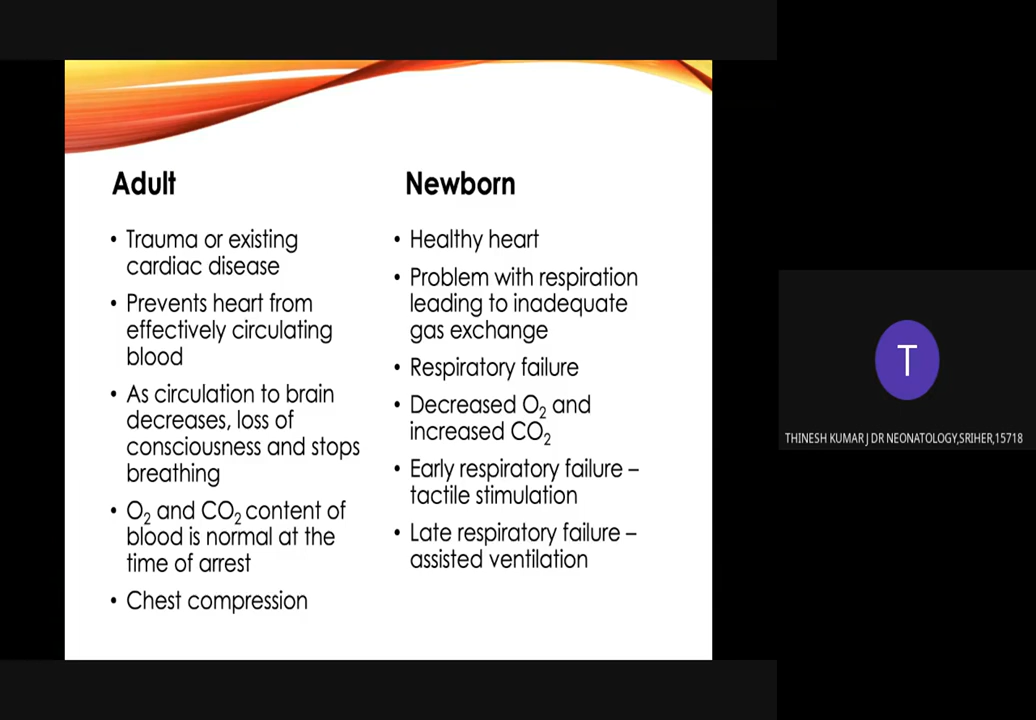 Adult
• Trauma or existing
cardiac disease
• Prevents heart from
effectively circulating
blood
• As circulation to brain
decreases, loss of
consciousness and stops
breathing
• O₂ and CO₂ content of
blood is normal at the
time of arrest
• Chest compression
Newborn
• Healthy heart
• Problem with respiration
leading to inadequate
gas exchange
• Respiratory failure
• Decreased O₂ and
increased CO₂
• Early respiratory failure –
tactile stimulation
• Late respiratory failure –
assisted ventilation
T
THINESH KUMAR J DR NEONATOLOGY,SRIHER,15718